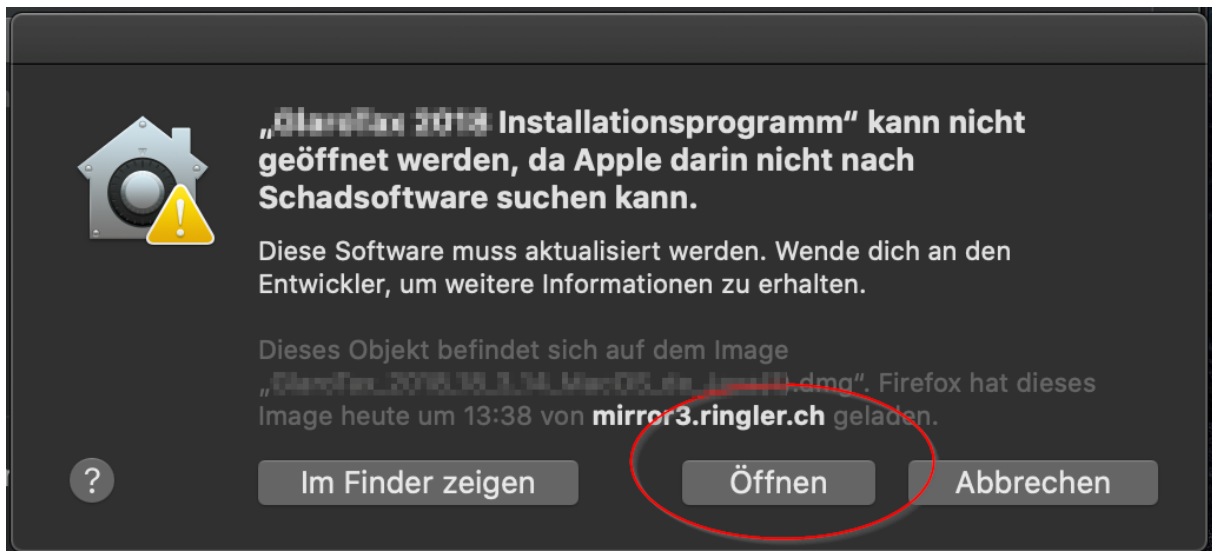 „ Installationsprogramm“ kann nicht
geöffnet werden, da Apple darin nicht nach
Schadsoftware suchen kann.
Diese Software muss aktualisiert werden. Wende dich an den
Entwickler, um weitere Informationen zu erhalten.
Dieses Objekt befindet sich auf dem Image
„ .dmg“. Firefox hat dieses
Image heute um 13:38 von mirror3.ringler.ch geladen.
?
Im Finder zeigen
Öffnen
Abbrechen